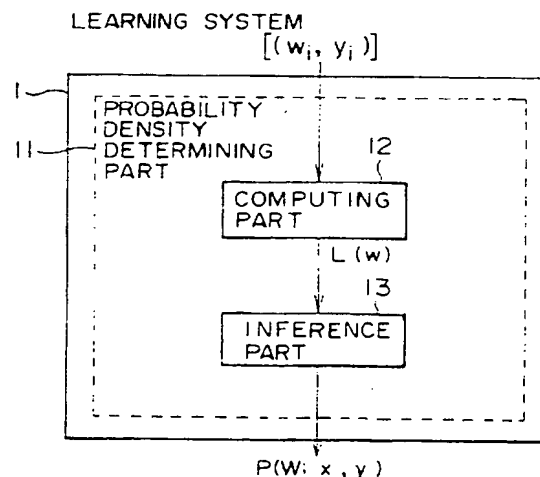 LEARNING SYSTEM
[(wi, yi)]
1
PROBABILITY
DENSITY
11
DETERMINING
PART
12
COMPUTING
PART
L (w)
13
INFERENCE
PART
P(W: x, y)